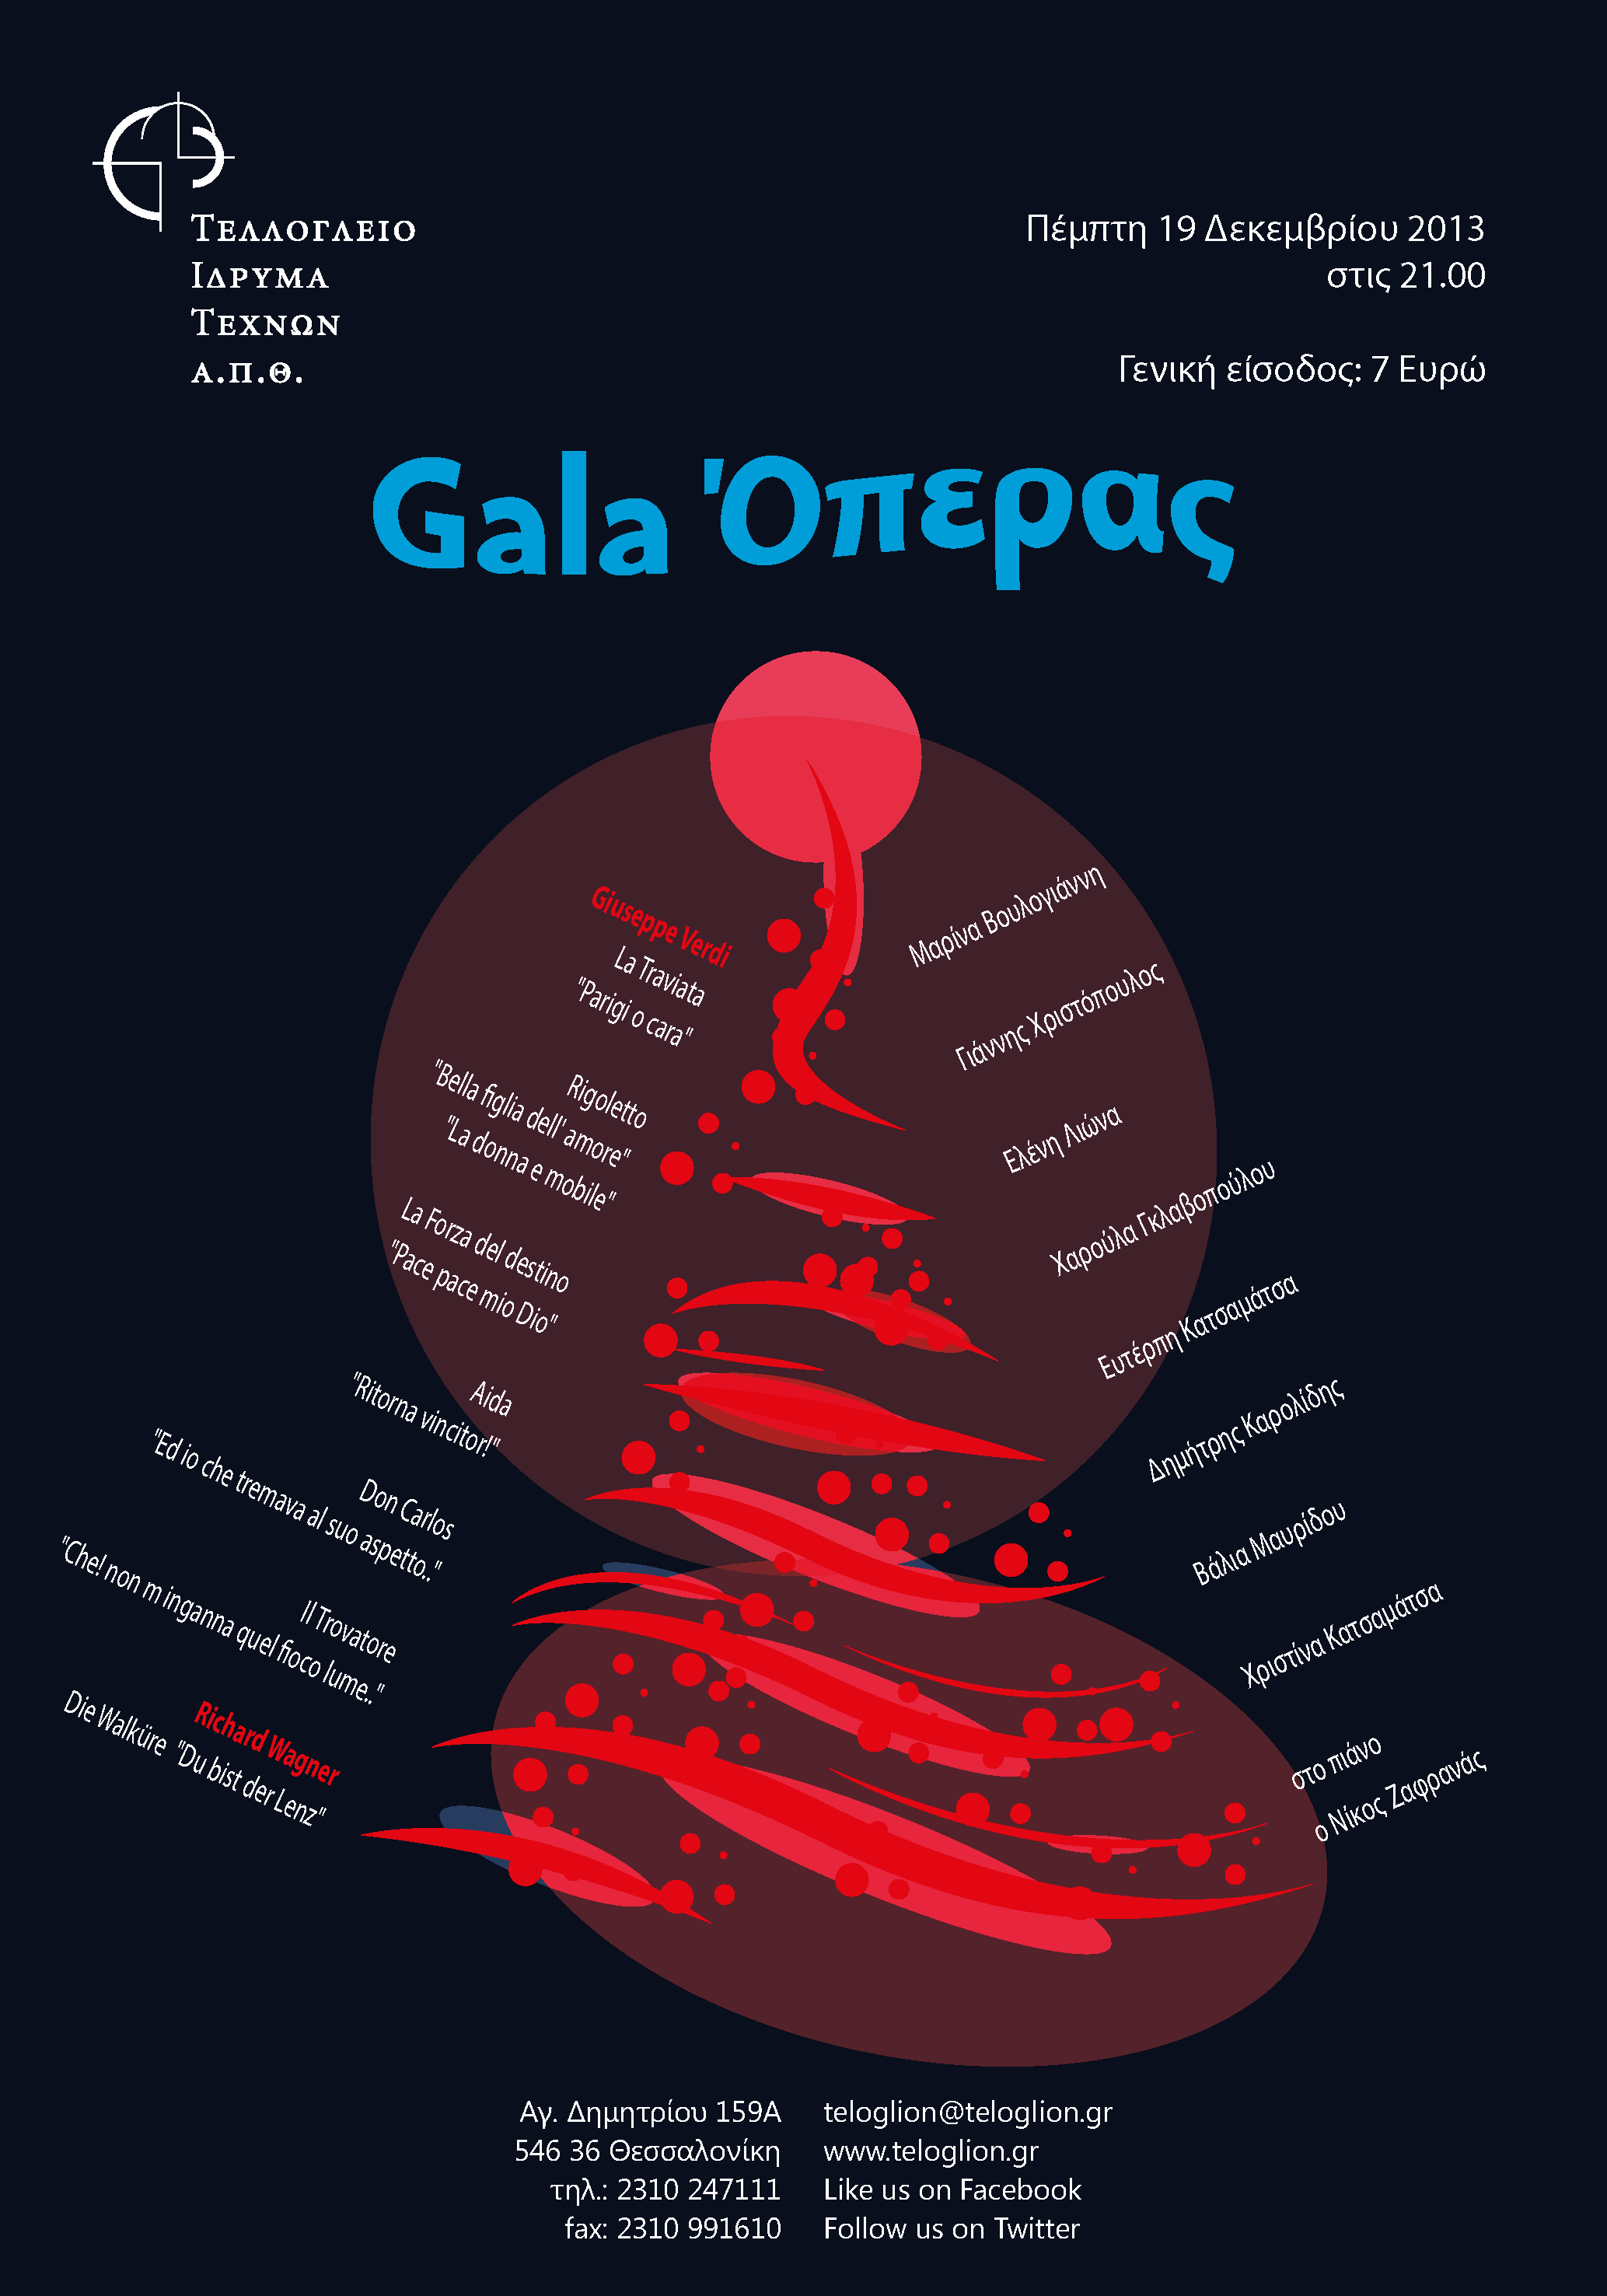 Τελλογλειο
Ιδρυμα
Τεχνων
α.π.θ.
Πέμπτη 19 Δεκεμβρίου 2013
στις 21.00
Γενική είσοδος: 7 Ευρώ
Gala Όπερας
Giuseppe Verdi
La Traviata
"Parigi o cara"
Rigoletto
"Bella figlia dell' amore"
"La donna e mobile"
La Forza del destino
"Pace pace mio Dio"
Aida
"Ritorna vincitor!"
Don Carlos
"Ed io che tremava al suo aspetto.."
Il Trovatore
"Che! non m inganna quel fioco lume.."
Richard Wagner
Die Walküre "Du bist der Lenz"
Μαρίνα Βουλογιάννη
Γιάννης Χριστόπουλος
Ελένη Λιώνα
Χαρούλα Γκλαβοπούλου
Ευτέρπη Κατσαμάτσα
Δημήτρης Καρολίδης
Βάλια Μαυρίδου
Χριστίνα Κατσαμάτσα
στο πιάνο
ο Νίκος Ζαφρανάς
Αγ. Δημητρίου 159Α
546 36 Θεσσαλονίκη
τηλ.: 2310 247111
fax: 2310 991610
teloglion@teloglion.gr
www.teloglion.gr
Like us on Facebook
Follow us on Twitter